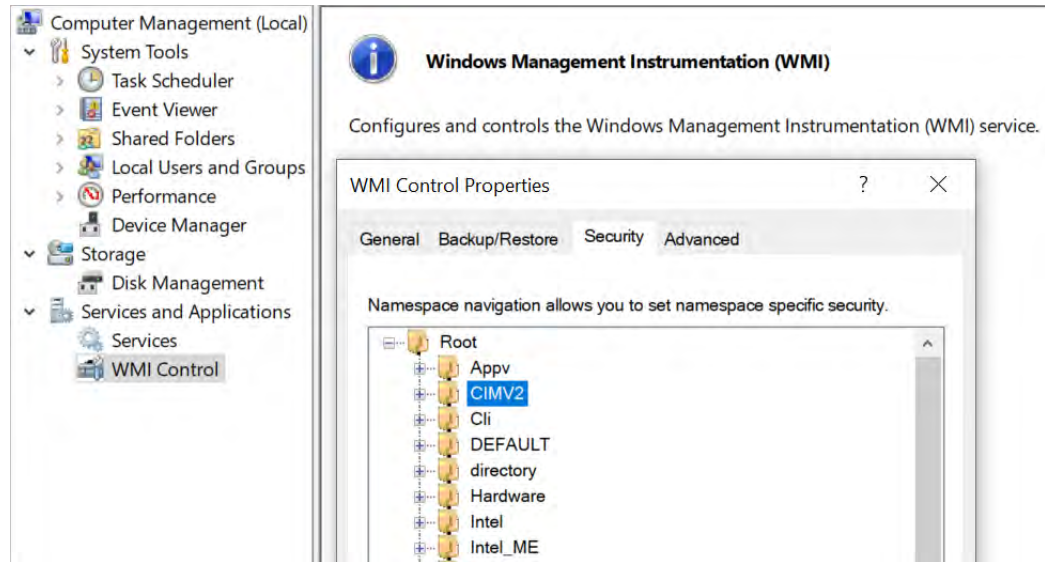 Computer Management (Local)
System Tools
Task Scheduler
Event Viewer
Shared Folders
Local Users and Groups
Performance
Device Manager
Storage
Disk Management
Services and Applications
Services
WMI Control
Windows Management Instrumentation (WMI)
Configures and controls the Windows Management Instrumentation (WMI) service.
WMI Control Properties ?
General Backup/Restore Security Advanced
Namespace navigation allows you to set namespace specific security.
Root
Appv
CIMV2
Cli
DEFAULT
directory
Hardware
Intel
Intel_ME